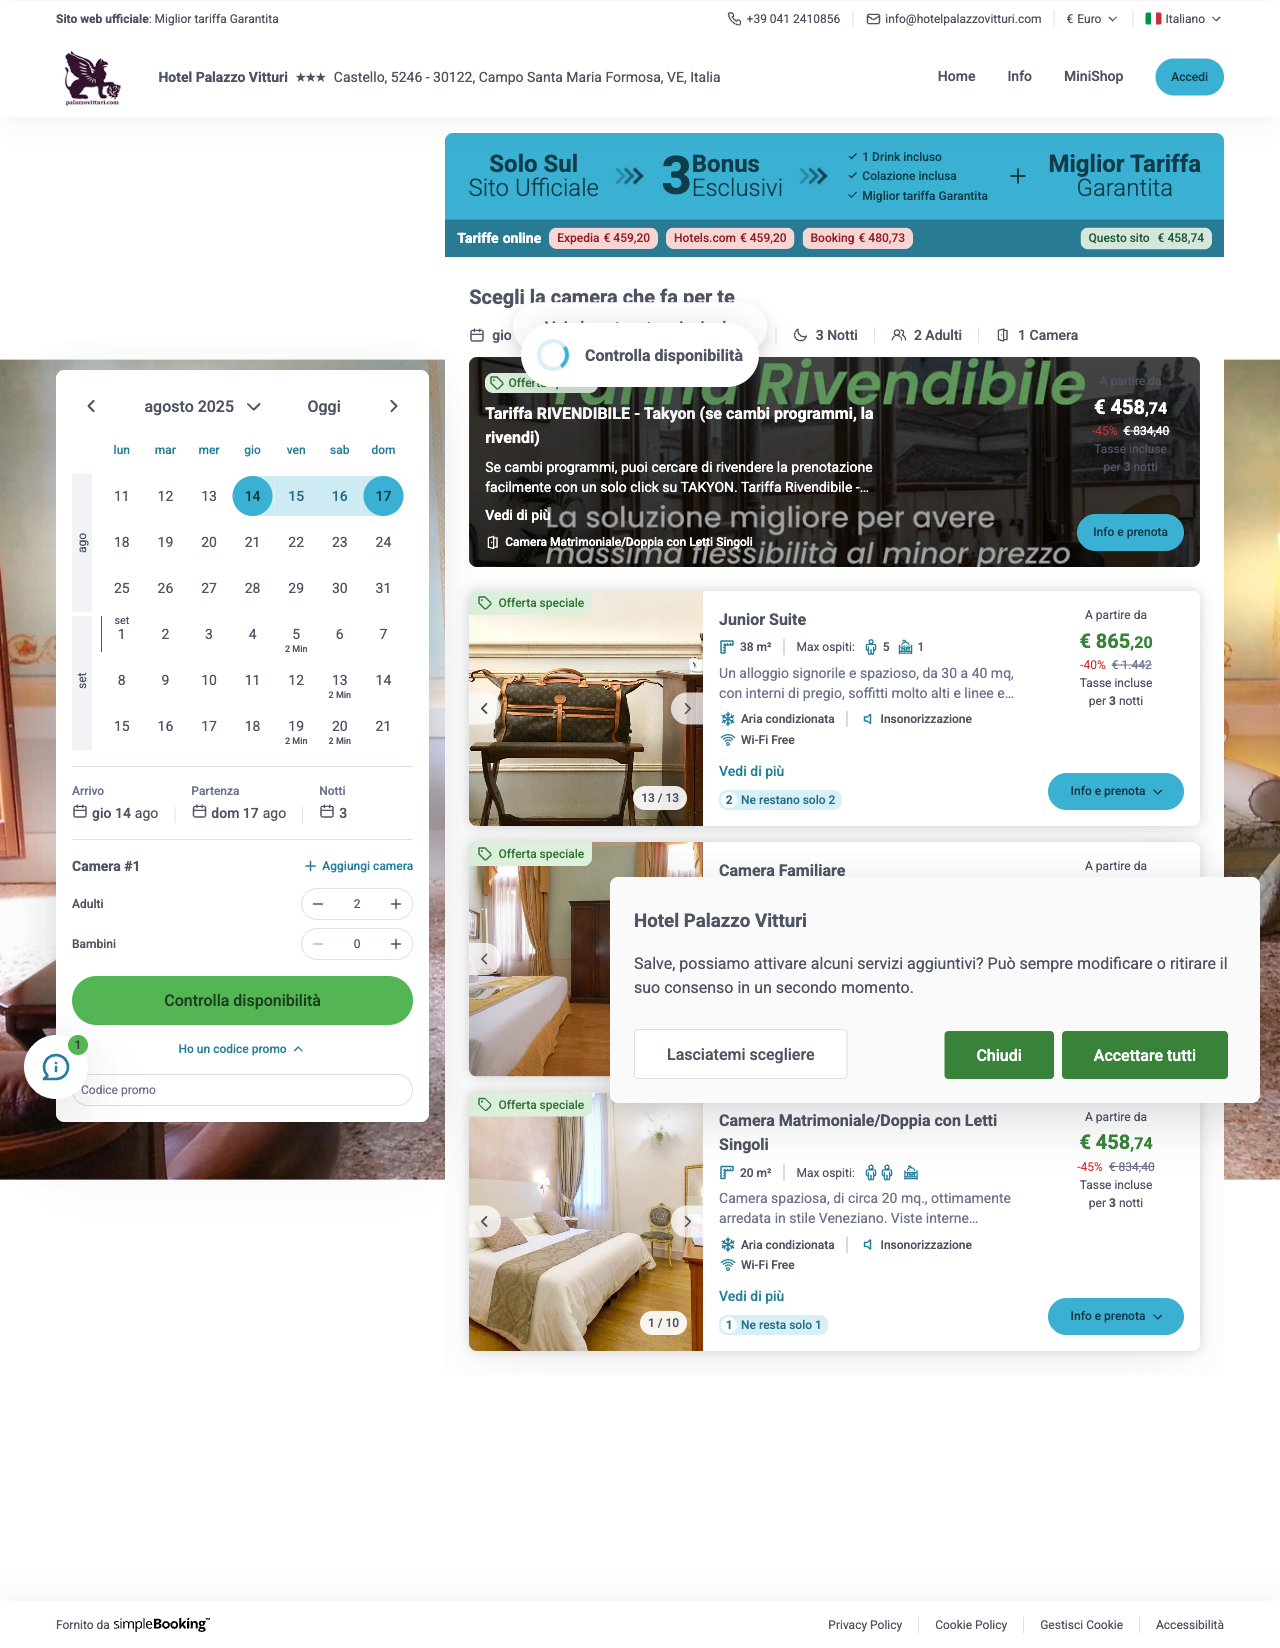 Sito web ufficiale: Miglior tariffa Garantita
+39 041 2410856
info@hotelpalazzovitturi.com
€ Euro
Italiano
palazzovitturi.com
Hotel Palazzo Vitturi ★★★ Castello, 5246 - 30122, Campo Santa Maria Formosa, VE, Italia
Home
Info
MiniShop
Accedi
Solo Sul
Sito Ufficiale
3 Bonus
Esclusivi
1 Drink incluso
Colazione inclusa
Miglior tariffa Garantita
+
Miglior Tariffa
Garantita
Tariffe online
Expedia € 459,20
Hotels.com € 459,20
Booking € 480,73
Questo sito € 458,74
Scegli la camera che fa per te
gio
3 Notti
2 Adulti
1 Camera
Controlla disponibilità
Tariffa Rivendibile
Tariffa RIVENDIBILE - Takyon (se cambi programmi, la
rivendi)
Se cambi programmi, puoi cercare di rivendere la prenotazione
facilmente con un solo click su TAKYON. Tariffa Rivendibile -...
Vedi di più
La soluzione migliore per avere
massima flessibilità al minor prezzo
Camera Matrimoniale/Doppia con Letti Singoli
A partire da
€ 458,74
-45% € 834,40
Tasse incluse
per 3 notti
Info e prenota
agosto 2025
Oggi
lun mar mer gio ven sab dom
ago
11 12 13 14 15 16 17
18 19 20 21 22 23 24
25 26 27 28 29 30 31
set
set
1 2 3 4 5 6 7
2 Min
8 9 10 11 12 13 14
2 Min
15 16 17 18 19 20 21
2 Min 2 Min
Arrivo
gio 14 ago
Partenza
dom 17 ago
Notti
3
Camera #1
Aggiungi camera
Adulti
2
Bambini
0
Controlla disponibilità
Ho un codice promo
1
Codice promo
Offerta speciale
13 / 13
Junior Suite
38 m²
Max ospiti: 5 1
Un alloggio signorile e spazioso, da 30 a 40 mq,
con interni di pregio, soffitti molto alti e linee e...
Aria condizionata
Insonorizzazione
Wi-Fi Free
Vedi di più
2 Ne restano solo 2
A partire da
€ 865,20
-40% € 1.442
Tasse incluse
per 3 notti
Info e prenota
Offerta speciale
Camera Familiare
A partire da
Hotel Palazzo Vitturi
Salve, possiamo attivare alcuni servizi aggiuntivi? Può sempre modificare o ritirare il
suo consenso in un secondo momento.
Lasciatemi scegliere
Chiudi
Accettare tutti
Offerta speciale
1 / 10
Camera Matrimoniale/Doppia con Letti
Singoli
20 m²
Max ospiti:
Camera spaziosa, di circa 20 mq., ottimamente
arredata in stile Veneziano. Viste interne...
Aria condizionata
Insonorizzazione
Wi-Fi Free
Vedi di più
1 Ne resta solo 1
A partire da
€ 458,74
-45% € 834,40
Tasse incluse
per 3 notti
Info e prenota
Fornito da simpleBooking™
Privacy Policy
Cookie Policy
Gestisci Cookie
Accessibilità